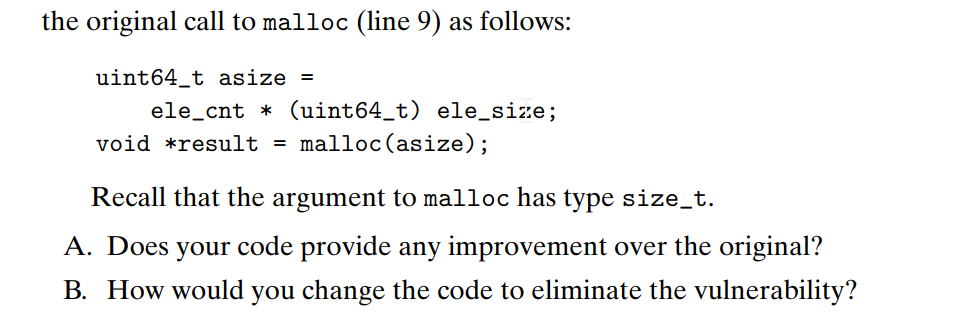 the original call to malloc (line 9) as follows:
uint64_t asize =
ele_cnt * (uint64_t) ele_size;
void *result = malloc(asize);
Recall that the argument to malloc has type size_t.
A. Does your code provide any improvement over the original?
B. How would you change the code to eliminate the vulnerability?